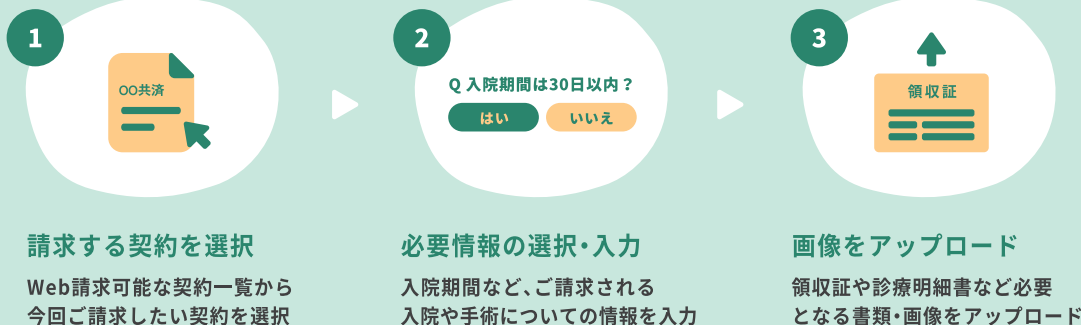 1
OO共済
請求する契約を選択
Web請求可能な契約一覧から
今回ご請求したい契約を選択
2
Q 入院期間は30日以内？
はい
いいえ
必要情報の選択・入力
入院期間など、ご請求される
入院や手術についての情報を入力
3
領収証
画像をアップロード
領収証や診療明細書など必要
となる書類・画像をアップロード